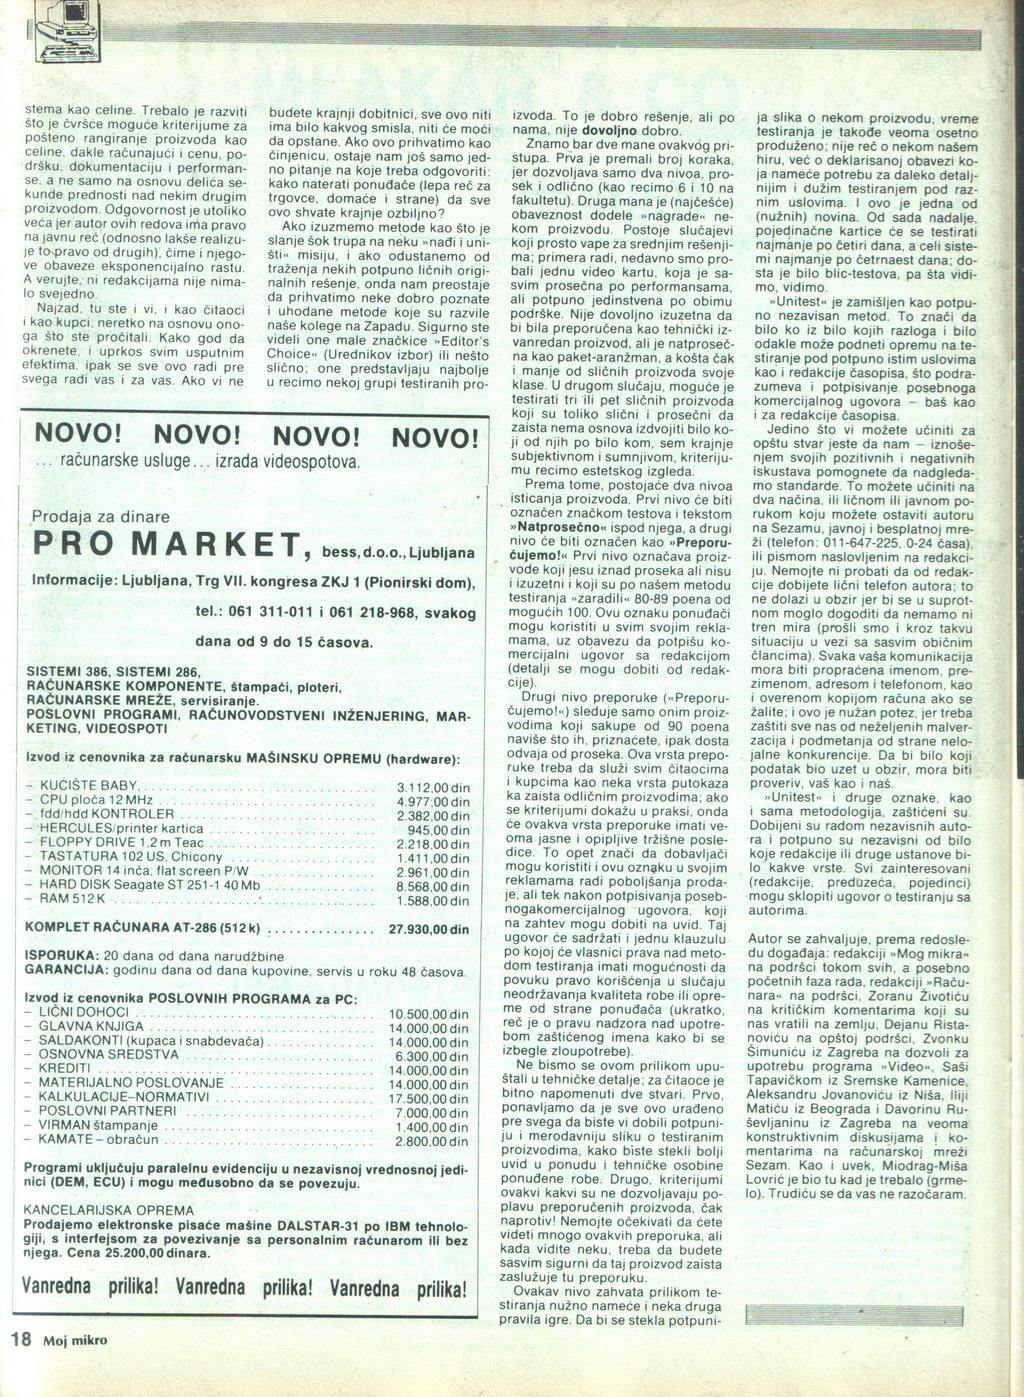 stema kao celine. Trebalo je razviti
što je čvršće moguće kriterijume za
pošteno rangiranje proizvoda kao
celine, dakle računajući i cenu, po-
dršku, dokumentaciju i performan-
se, a ne samo na osnovu delića se-
kunde prednosti nad nekim drugim
proizvodom. Odgovornost je utoliko
veća jer autor ovih redova ima pravo
na javnu reč (odnosno lakše realizu-
je to pravo od drugih), čime i njego-
ve obaveze eksponencijalno rastu.
A verujte, ni redakcijama nije nima-
lo svejedno.
Najzad, tu ste i vi, i kao čitaoci
i kao kupci, neretko na osnovu ono-
ga što ste pročitali. Kako god da
okrenete, i uprkos svim usputnim
efektima, ipak se sve ovo radi pre
svega radi vas i za vas. Ako vi ne
budete krajnji dobitnici, sve ovo niti
ima bilo kakvog smisla, niti će moći
da opstane. Ako ovo prihvatimo kao
činjenicu, ostaje nam još samo jed-
no pitanje na koje treba odgovoriti:
kako naterati ponuđače (lepa reč za
trgovce, domaće i strane) da sve
ovo shvate krajnje ozbiljno?
Ako izuzmemo metode kao što je
slanje šok trupa na neku »nađi i uni-
šti« misiju, i ako odustanemo od
traženja nekih potpuno ličnih origi-
nalnih rešenje, onda nam preostaje
da prihvatimo neke dobro poznate
i uhodane metode koje su razvile
naše kolege na Zapadu. Sigurno ste
videli one male značkice »Editor's
Choice« (Urednikov izbor) ili nešto
slično; one predstavljaju najbolje
u recimo nekoj grupi testiranih pro-
NOVO! NOVO! NOVO! NOVO!
... računarske usluge... izrada videospotova.
Prodaja za dinare
PRO MARKET, bess,d.o.o., Ljubljana
Informacije: Ljubljana, Trg VII. kongresa ZKJ 1 (Pionirski dom),
tel.: 061 311-011 i 061 218-968, svakog
dana od 9 do 15 časova.
SISTEMI 386, SISTEMI 286,
RAČUNARSKE KOMPONENTE, štampači, ploteri,
RAČUNARSKE MREŽE, servisiranje.
POSLOVNI PROGRAMI, RAČUNOVODSTVENI INŽENJERING, MAR-
KETING, VIDEOSPOTI
Izvod iz cenovnika za računarsku MAŠINSKU OPREMU (hardware):
– KUĆIŠTE BABY, ... 3.112,00 din
– CPU ploča 12 MHz ... 4.977,00 din
– fdd/hdd KONTROLER ... 2.382,00 din
– HERCULES/printer kartica ... 945,00 din
– FLOPPY DRIVE 1,2 m Teac ... 2.218,00 din
– TASTATURA 102 US, Chicony ... 1.411,00 din
– MONITOR 14 inča, flat screen P/W ... 2.961,00 din
– HARD DISK Seagate ST 251-1 40 Mb ... 8.568,00 din
– RAM 512 K ... 1.588,00 din
KOMPLET RAČUNARA AT-286 (512 k) ... 27.930,00 din
ISPORUKA: 20 dana od dana narudžbine
GARANCIJA: godinu dana od dana kupovine, servis u roku 48 časova.
Izvod iz cenovnika POSLOVNIH PROGRAMA za PC:
– LIČNI DOHOCI ... 10.500,00 din
– GLAVNA KNJIGA ... 14.000,00 din
– SALDAKONTI (kupaca i snabdevača) ... 14.000,00 din
– OSNOVNA SREDSTVA ... 6.300,00 din
– KREDITI ... 14.000,00 din
– MATERIJALNO POSLOVANJE ... 14.000,00 din
– KALKULACIJE–NORMATIVI ... 17.500,00 din
– POSLOVNI PARTNERI ... 7.000,00 din
– VIRMAN štampanje ... 1.400,00 din
– KAMATE – obračun ... 2.800,00 din
Programi uključuju paralelnu evidenciju u nezavisnoj vrednosnoj jedi-
nici (DEM, ECU) i mogu međusobno da se povezuju.
KANCELARIJSKA OPREMA
Prodajemo elektronske pisaće mašine DALSTAR-31 po IBM tehnolo-
giji, s interfejsom za povezivanje sa personalnim računarom ili bez
njega. Cena 25.200,00 dinara.
Vanredna prilika! Vanredna prilika! Vanredna prilika!
izvoda. To je dobro rešenje, ali po
nama, nije dovoljno dobro.
Znamo bar dve mane ovakvog pri-
stupa. Prva je premali broj koraka,
jer dozvoljava samo dva nivoa, pro-
sek i odlično (kao recimo 6 i 10 na
fakultetu). Druga mana je (najčešće)
obaveznost dodele »nagrade« ne-
kom proizvodu. Postoje slučajevi
koji prosto vape za srednjim rešenji-
ma; primera radi, nedavno smo pro-
bali jednu video kartu, koja je sa-
svim prosečna po performansama,
ali potpuno jedinstvena po obimu
podrške. Nije dovoljno izuzetna da
bi bila preporučena kao tehnički iz-
vanredan proizvod, ali je natproseč-
na kao paket-aranžman, a košta čak
i manje od sličnih proizvoda svoje
klase. U drugom slučaju, moguće je
testirati tri ili pet sličnih proizvoda
koji su toliko slični i prosečni da
zaista nema osnova izdvojiti bilo ko-
ji od njih po bilo kom, sem krajnje
subjektivnom i sumnjivom, kriteriju-
mu recimo estetskog izgleda.
Prema tome, postojaće dva nivoa
isticanja proizvoda. Prvi nivo će biti
označen značkom testova i tekstom
»Natprosečno« ispod njega, a drugi
nivo će biti označen kao »Preporu-
čujemo!« Prvi nivo označava proiz-
vode koji jesu iznad proseka ali nisu
i izuzetni i koji su po našem metodu
testiranja »zaradili« 80-89 poena od
mogućih 100. Ovu oznaku ponuđači
mogu koristiti u svim svojim rekla-
mama, uz obavezu da potpišu ko-
mercijalni ugovor sa redakcijom
(detalji se mogu dobiti od redak-
cije).
Drugi nivo preporuke («Preporu-
čujemo!«) sleduje samo onim proiz-
vodima koji sakupe od 90 poena
naviše što ih, priznaćete, ipak dosta
odvaja od proseka. Ova vrsta prepo-
ruke treba da služi svim čitaocima
i kupcima kao neka vrsta putokaza
ka zaista odličnim proizvodima; ako
se kriterijumi dokažu u praksi, onda
će ovakva vrsta preporuke imati ve-
oma jasne i opipljive tržišne posle-
dice. To opet znači da dobavljači
mogu koristiti i ovu oznaku u svojim
reklamama radi poboljšanja proda-
je, ali tek nakon potpisivanja poseb-
nogakomercijalnog ugovora, koji
na zahtev mogu dobiti na uvid. Taj
ugovor će sadržati i jednu klauzulu
po kojoj će vlasnici prava nad meto-
dom testiranja imati mogućnosti da
povuku pravo korišćenja u slučaju
neodržavanja kvaliteta robe ili opre-
me od strane ponuđača (ukratko,
reč je o pravu nadzora nad upotre-
bom zaštićenog imena kako bi se
izbegle zloupotrebe).
Ne bismo se ovom prilikom upu-
štali u tehničke detalje; za čitaoce je
bitno napomenuti dve stvari. Prvo,
ponavljamo da je sve ovo urađeno
pre svega da biste vi dobili potpuni-
ju i merodavniju sliku o testiranim
proizvodima, kako biste stekli bolji
uvid u ponudu i tehničke osobine
ponuđene robe. Drugo, kriterijumi
ovakvi kakvi su ne dozvoljavaju po-
plavu preporučenih proizvoda, čak
naprotiv! Nemojte očekivati da ćete
videti mnogo ovakvih preporuka, ali
kada vidite neku, treba da budete
sasvim sigurni da taj proizvod zaista
zaslužuje tu preporuku.
Ovakav nivo zahvata prilikom te-
stiranja nužno nameće i neka druga
pravila igre. Da bi se stekla potpuni-
ja slika o nekom proizvodu, vreme
testiranja je takođe veoma osetno
produženo; nije reč o nekom našem
hiru, već o deklarisanoj obavezi ko-
ja nameće potrebu za daleko detalj-
nijim i dužim testiranjem pod raz-
nim uslovima. I ovo je jedna od
(nužnih) novina. Od sada nadalje,
pojedinačne kartice će se testirati
najmanje po četiri dana, a celi siste-
mi najmanje po četrnaest dana; do-
sta je bilo blic-testova, pa šta vidi-
mo, vidimo.
»Unitest« je zamišljen kao potpu-
no nezavisan metod. To znači da
bilo ko iz bilo kojih razloga i bilo
odakle može podneti opremu na te-
stiranje pod potpuno istim uslovima
kao i redakcije časopisa, što podra-
zumeva i potpisivanje posebnoga
komercijalnog ugovora – baš kao
i za redakcije časopisa.
Jedino što vi možete učiniti za
opštu stvar jeste da nam – iznoše-
njem svojih pozitivnih i negativnih
iskustava pomognete da nadgleda-
mo standarde. To možete učiniti na
dva načina, ili ličnom ili javnom po-
rukom koju možete ostaviti autoru
na Sezamu, javnoj i besplatnoj mre-
ži (telefon: 011-647-225, 0-24 časa),
ili pismom naslovljenim na redakci-
ju. Nemojte ni probati da od redak-
cije dobijete lični telefon autora; to
ne dolazi u obzir jer bi se u suprot-
nom moglo dogoditi da nemamo ni
tren mira (prošli smo i kroz takvu
situaciju u vezi sa sasvim običnim
člancima). Svaka vaša komunikacija
mora biti propraćena imenom, pre-
zimenom, adresom i telefonom, kao
i overenom kopijom računa ako se
žalite; i ovo je nužan potez, jer treba
zaštiti sve nas od neželjenih malver-
zacija i podmetanja od strane nelo-
jalne konkurencije. Da bi bilo koji
podatak bio uzet u obzir, mora biti
proveriv, vaš kao i naš.
»Unitest« i druge oznake, kao
i sama metodologija, zaštićeni su.
Dobijeni su radom nezavisnih auto-
ra i potpuno su nezavisni od bilo
koje redakcije ili druge ustanove bi-
lo kakve vrste. Svi zainteresovani
(redakcije, preduzeća, pojedinci)
mogu sklopiti ugovor o testiranju sa
autorima.
Autor se zahvaljuje, prema redosle-
du događaja: redakciji »Mog mikra«
na podršci tokom svih, a posebno
početnih faza rada, redakciji »Raču-
nara« na podršci, Zoranu Životiću
na kritičkim komentarima koji su
nas vratili na zemlju, Dejanu Rista-
noviću na opštoj podršci, Zvonku
Šimuniću iz Zagreba na dozvoli za
upotrebu programa »Video«, Saši
Tapavičkom iz Sremske Kamenice,
Aleksandru Jovanoviću iz Niša, Iliji
Matiću iz Beograda i Davorinu Ru-
ševljaninu iz Zagreba na veoma
konstruktivnim diskusijama i ko-
mentarima na računarskoj mreži
Sezam. Kao i uvek, Miodrag-Miša
Lovrić je bio tu kad je trebalo (grme-
lo). Trudiću se da vas ne razočaram.
18 Moj mikro